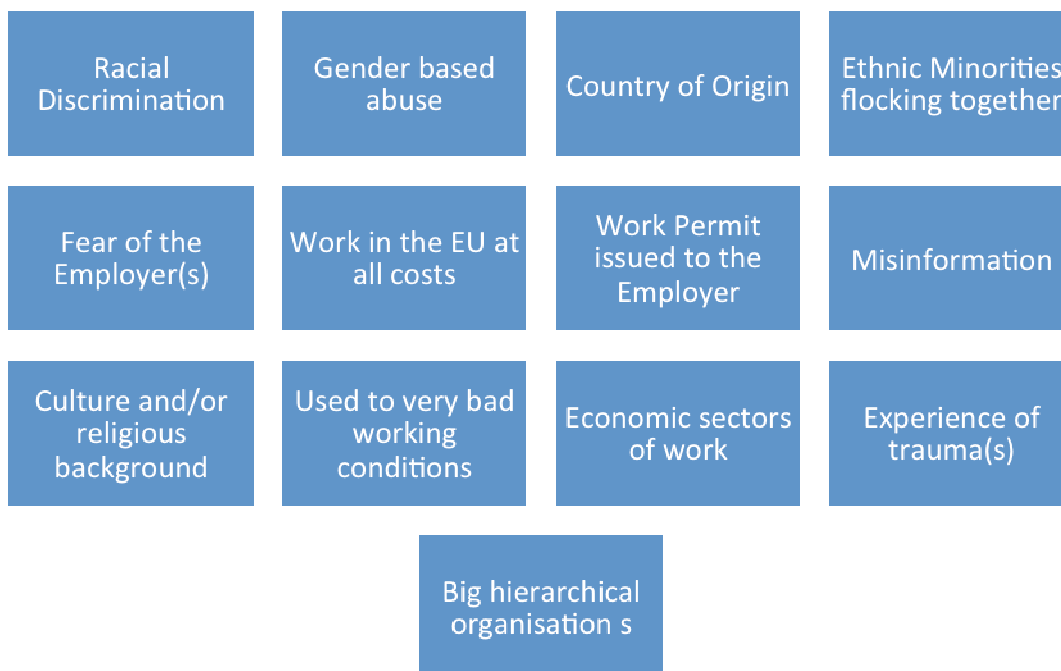 Racial
Discrimination
Gender based
abuse
Country of Origin
Ethnic Minorities
flocking together
Fear of the
Employer(s)
Work in the EU at
all costs
Work Permit
issued to the
Employer
Misinformation
Culture and/or
religious
background
Used to very bad
working
conditions
Economic sectors
of work
Experience of
trauma(s)
Big hierarchical
organisation s